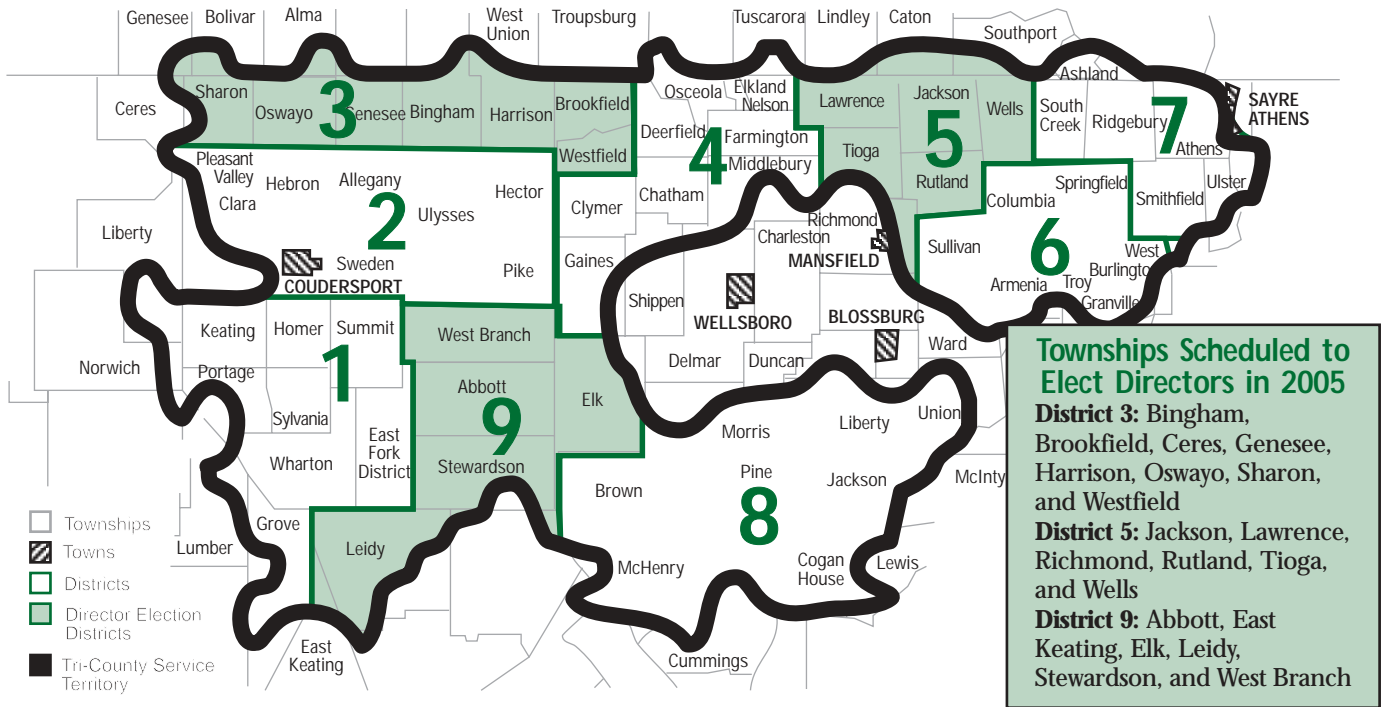 Genesee
Bolivar
Alma
West
Union
Troupsburg
Tuscarora
Lindley
Caton
Southport
Ceres
Sharon
Oswayo
3
Genesee
Bingham
Harrison
Brookfield
Westfield
Osceola
Elkland
Nelson
Deerfield
4
Farmington
Middlebury
Chatham
Lawrence
Jackson
Wells
Tioga
5
Rutland
Ashland
South
Creek
Ridgebury
7
Athens
SAYRE
ATHENS
Ulster
Smithfield
Pleasant
Valley
Clara
Hebron
Allegany
2
Ulysses
Hector
Sweden
Pike
COUDERSPORT
Liberty
Clymer
Gaines
Shippen
Richmond
Charleston
MANSFIELD
WELLSBORO
BLOSSBURG
Delmar
Duncan
Ward
Columbia
Springfield
Sullivan
6
West
Burlington
Armenia
Troy
Granville
Norwich
Keating
Homer
Summit
Portage
1
Sylvania
East
Fork
District
Wharton
West Branch
Abbott
9
Elk
Stewardson
Morris
Liberty
Union
Brown
Pine
Jackson
McInty
8
McHenry
Cogan
House
Lewis
Cummings
Grove
Lumber
Leidy
East
Keating
Townships
Towns
Districts
Director Election
Districts
Tri-County Service
Territory
Townships Scheduled to
Elect Directors in 2005
District 3: Bingham,
Brookfield, Ceres, Genesee,
Harrison, Oswayo, Sharon,
and Westfield
District 5: Jackson, Lawrence,
Richmond, Rutland, Tioga,
and Wells
District 9: Abbott, East
Keating, Elk, Leidy,
Stewardson, and West Branch